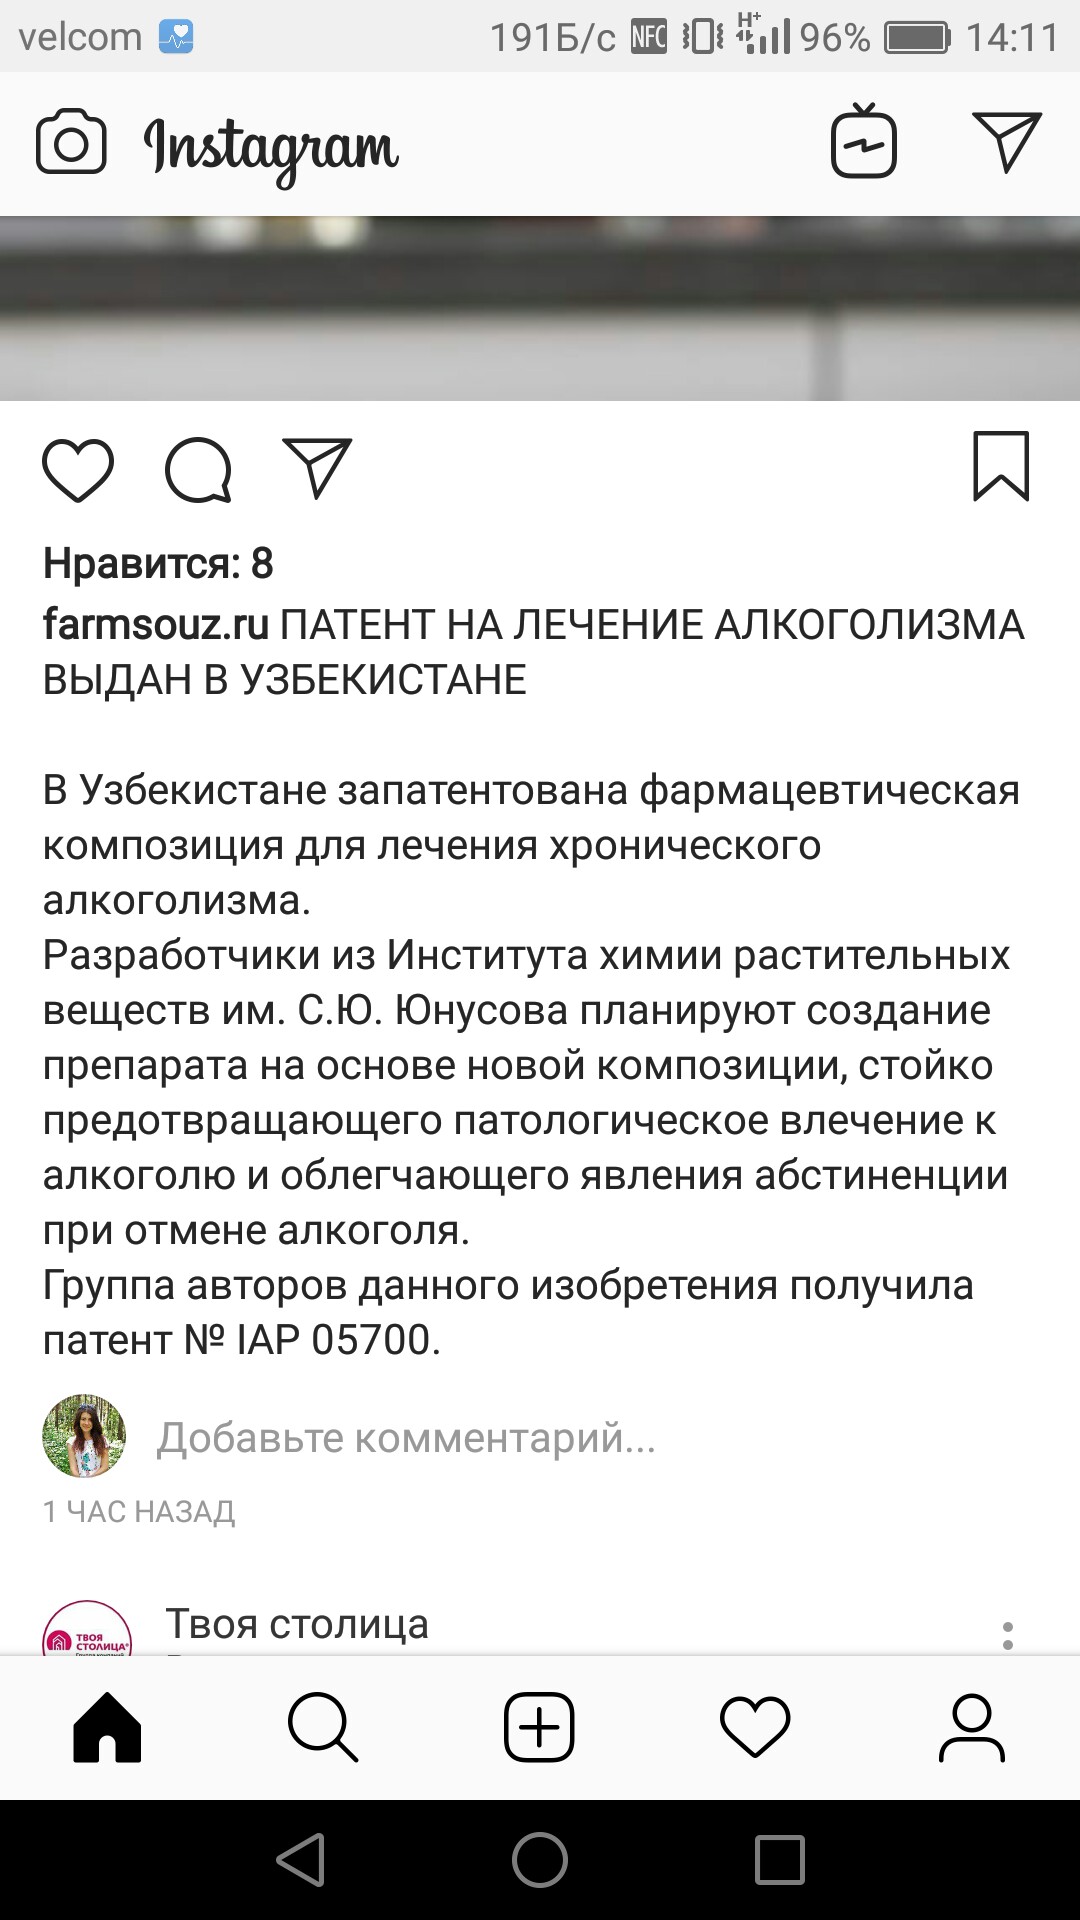 velcom 191Б/с NFC H+ 96% 14:11
Instagram
Нравится: 8
farmsouz.ru ПАТЕНТ НА ЛЕЧЕНИЕ АЛКОГОЛИЗМА
ВЫДАН В УЗБЕКИСТАНЕ
В Узбекистане запатентована фармацевтическая
композиция для лечения хронического
алкоголизма.
Разработчики из Института химии растительных
веществ им. С.Ю. Юнусова планируют создание
препарата на основе новой композиции, стойко
предотвращающего патологическое влечение к
алкоголю и облегчающего явления абстиненции
при отмене алкоголя.
Группа авторов данного изобретения получила
патент № IAP 05700.
Добавьте комментарий...
1 ЧАС НАЗАД
ТВОЯ
СТОЛИЦА
Твоя столица